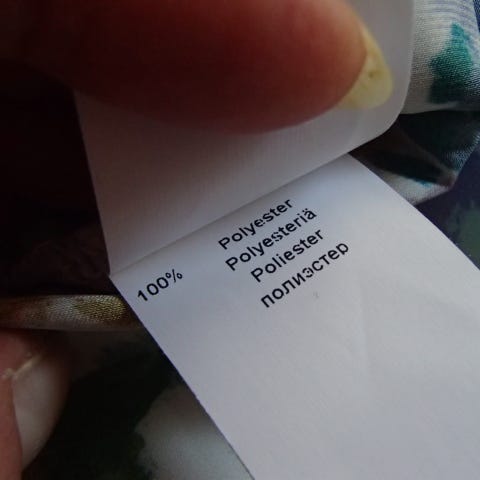 100% Polyester
Polyesteriä
Poliester
полиэстер